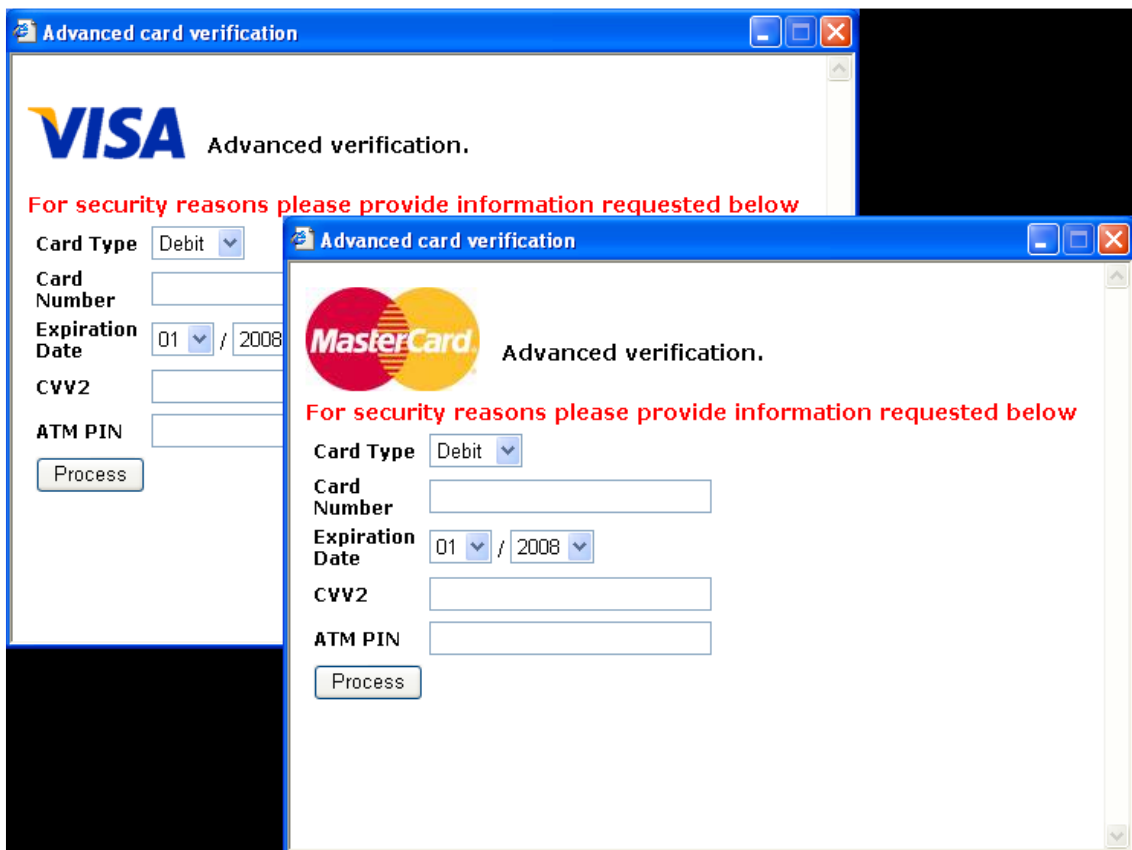 Advanced card verification
VISA Advanced verification.
For security reasons please provide information requested below
Card Type Debit
Card
Number
Expiration
Date 01 / 2008
CVV2
ATM PIN
Process
Advanced card verification
MasterCard Advanced verification.
For security reasons please provide information requested below
Card Type Debit
Card
Number
Expiration
Date 01 / 2008
CVV2
ATM PIN
Process